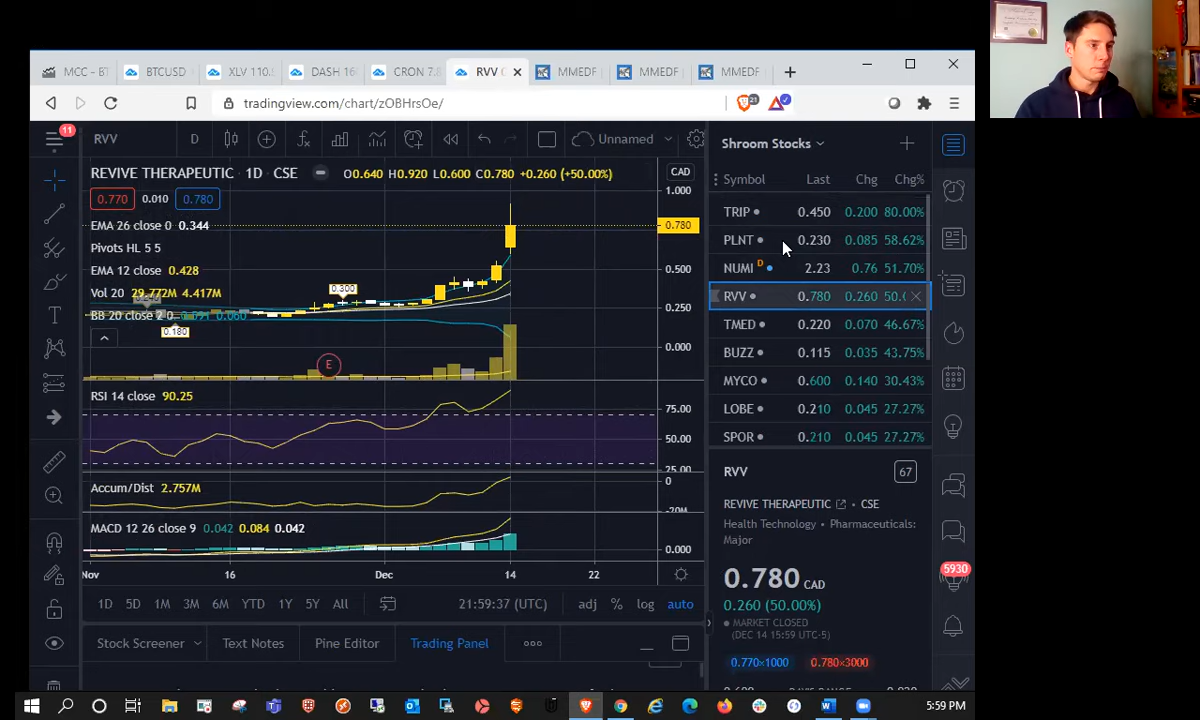 MCC - BT
BTCUSD
XLV 110.
DASH 16
CRON 7.8
RVV C
MMEDF
MMEDF
MMEDF
tradingview.com/chart/zOBHrsOe/
21
11
RVV
D
Unnamed
Shroom Stocks
REVIVE THERAPEUTIC · 1D · CSE
O0.640 H0.920 L0.600 C0.780 +0.260 (+50.00%)
CAD
0.770
0.010
0.780
EMA 26 close 0 0.344
Pivots HL 5 5
EMA 12 close 0.428
Vol 20 29.772M 4.417M
BB 20 close 2 0
0.060
0.300
0.180
E
1.000
0.780
0.500
0.250
0.000
RSI 14 close 90.25
75.00
50.00
25.00
Accum/Dist 2.757M
0
-20M
MACD 12 26 close 9 0.042 0.084 0.042
0.000
Nov
16
Dec
14
22
1D 5D 1M 3M 6M YTD 1Y 5Y All
21:59:37 (UTC)
adj % log auto
Stock Screener
Text Notes
Pine Editor
Trading Panel
Symbol Last Chg Chg%
TRIP 0.450 0.200 80.00%
PLNT 0.230 0.085 58.62%
NUMI D 2.23 0.76 51.70%
RVV 0.780 0.260 50.0
TMED 0.220 0.070 46.67%
BUZZ 0.115 0.035 43.75%
MYCO 0.600 0.140 30.43%
LOBE 0.210 0.045 27.27%
SPOR 0.210 0.045 27.27%
RVV
67
REVIVE THERAPEUTIC · CSE
Health Technology · Pharmaceuticals:
Major
0.780 CAD
0.260 (50.00%)
MARKET CLOSED
(DEC 14 15:59 UTC-5)
0.770×1000
0.780×3000
5930
5:59 PM